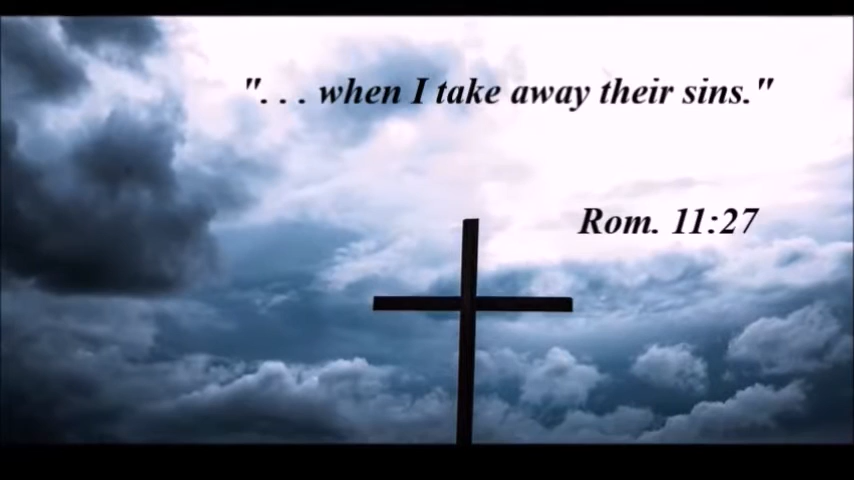 ". . . when I take away their sins."
Rom. 11:27